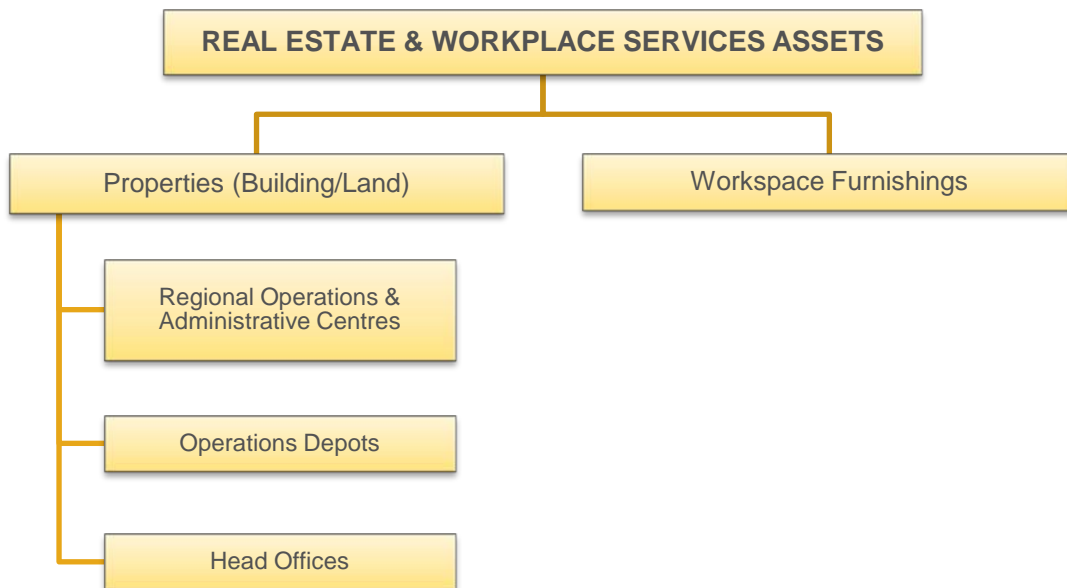 REAL ESTATE & WORKPLACE SERVICES ASSETS
Properties (Building/Land)
Workspace Furnishings
Regional Operations &
Administrative Centres
Operations Depots
Head Offices